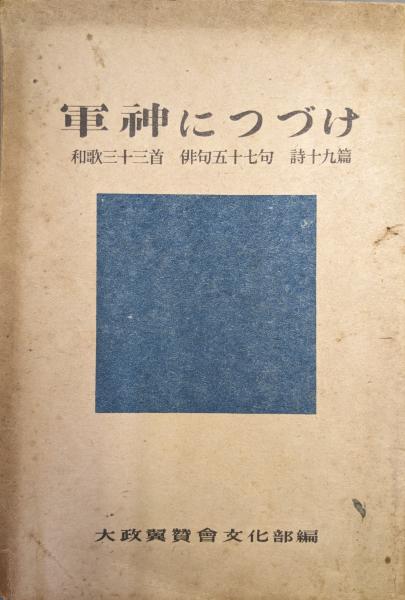 軍神につづけ
和歌三十三首 俳句五十七句 詩十九篇
大政翼贊會文化部編